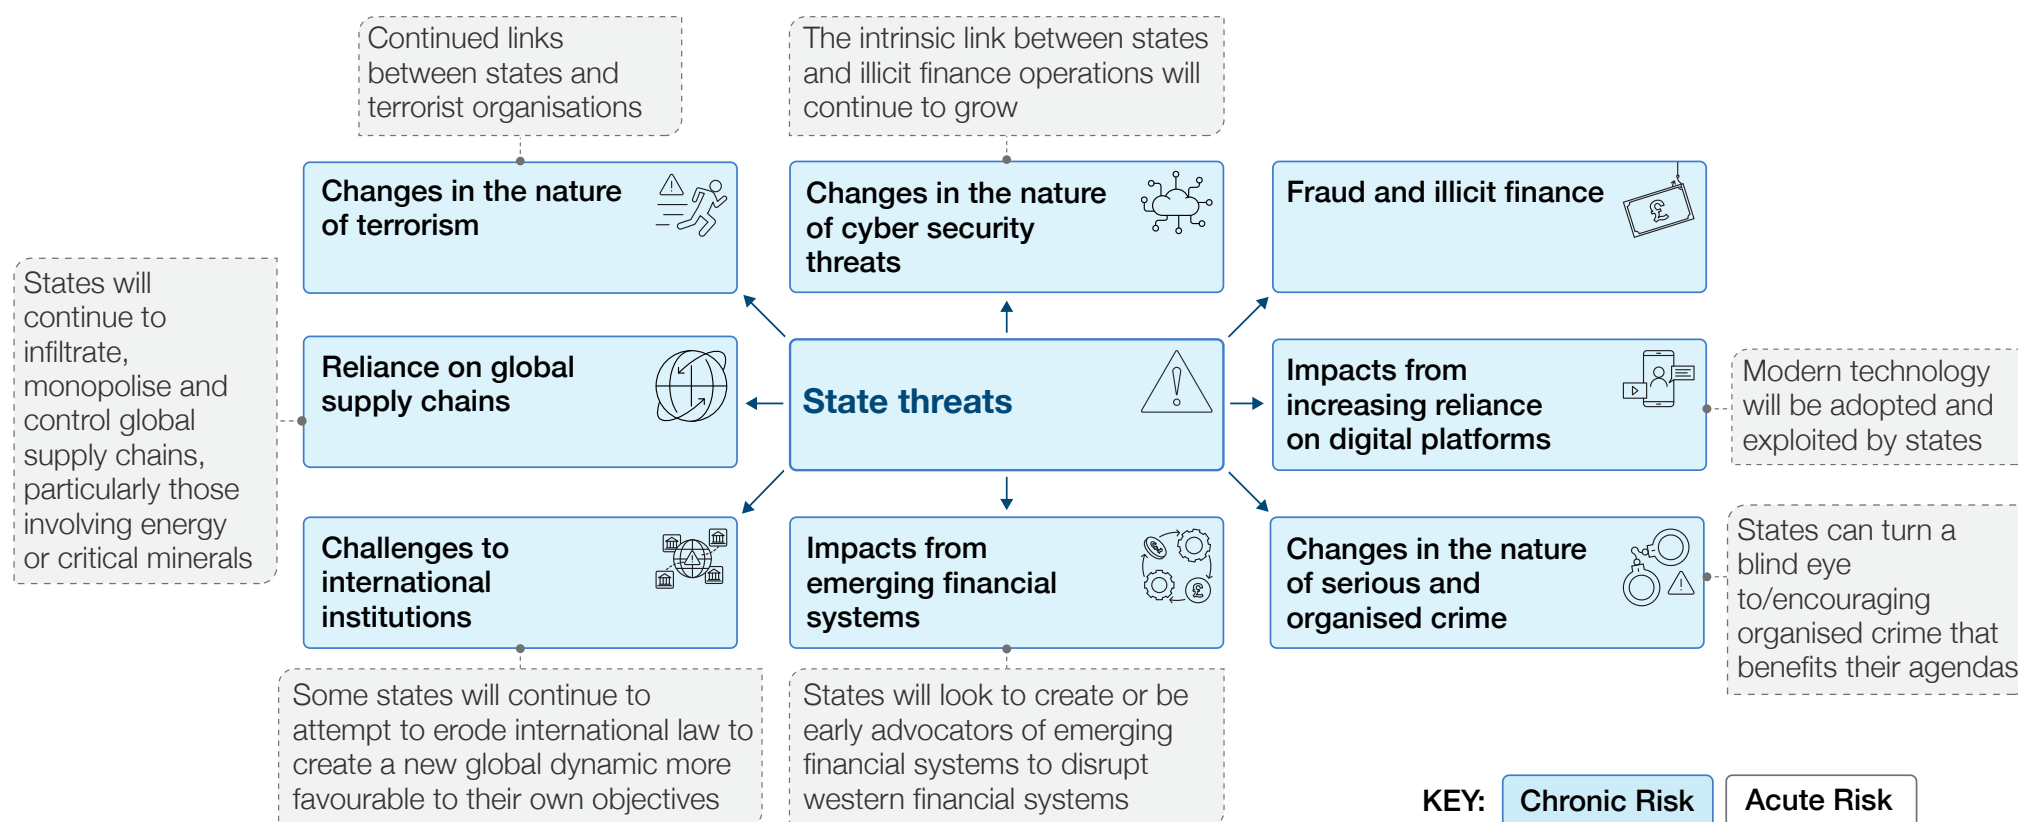 Continued links
between states and
terrorist organisations
The intrinsic link between states
and illicit finance operations will
continue to grow
Changes in the nature
of terrorism
Changes in the nature
of cyber security
threats
Fraud and illicit finance
£
States will
continue to
infiltrate,
monopolise and
control global
supply chains,
particularly those
involving energy
or critical minerals
Reliance on global
supply chains
State threats
Impacts from
increasing reliance
on digital platforms
Modern technology
will be adopted and
exploited by states
Challenges to
international
institutions
Impacts from
emerging financial
systems
£
Changes in the nature
of serious and
organised crime
States can turn a
blind eye
to/encouraging
organised crime that
benefits their agendas
Some states will continue to
attempt to erode international law to
create a new global dynamic more
favourable to their own objectives
States will look to create or be
early advocators of emerging
financial systems to disrupt
western financial systems
KEY: Chronic Risk Acute Risk